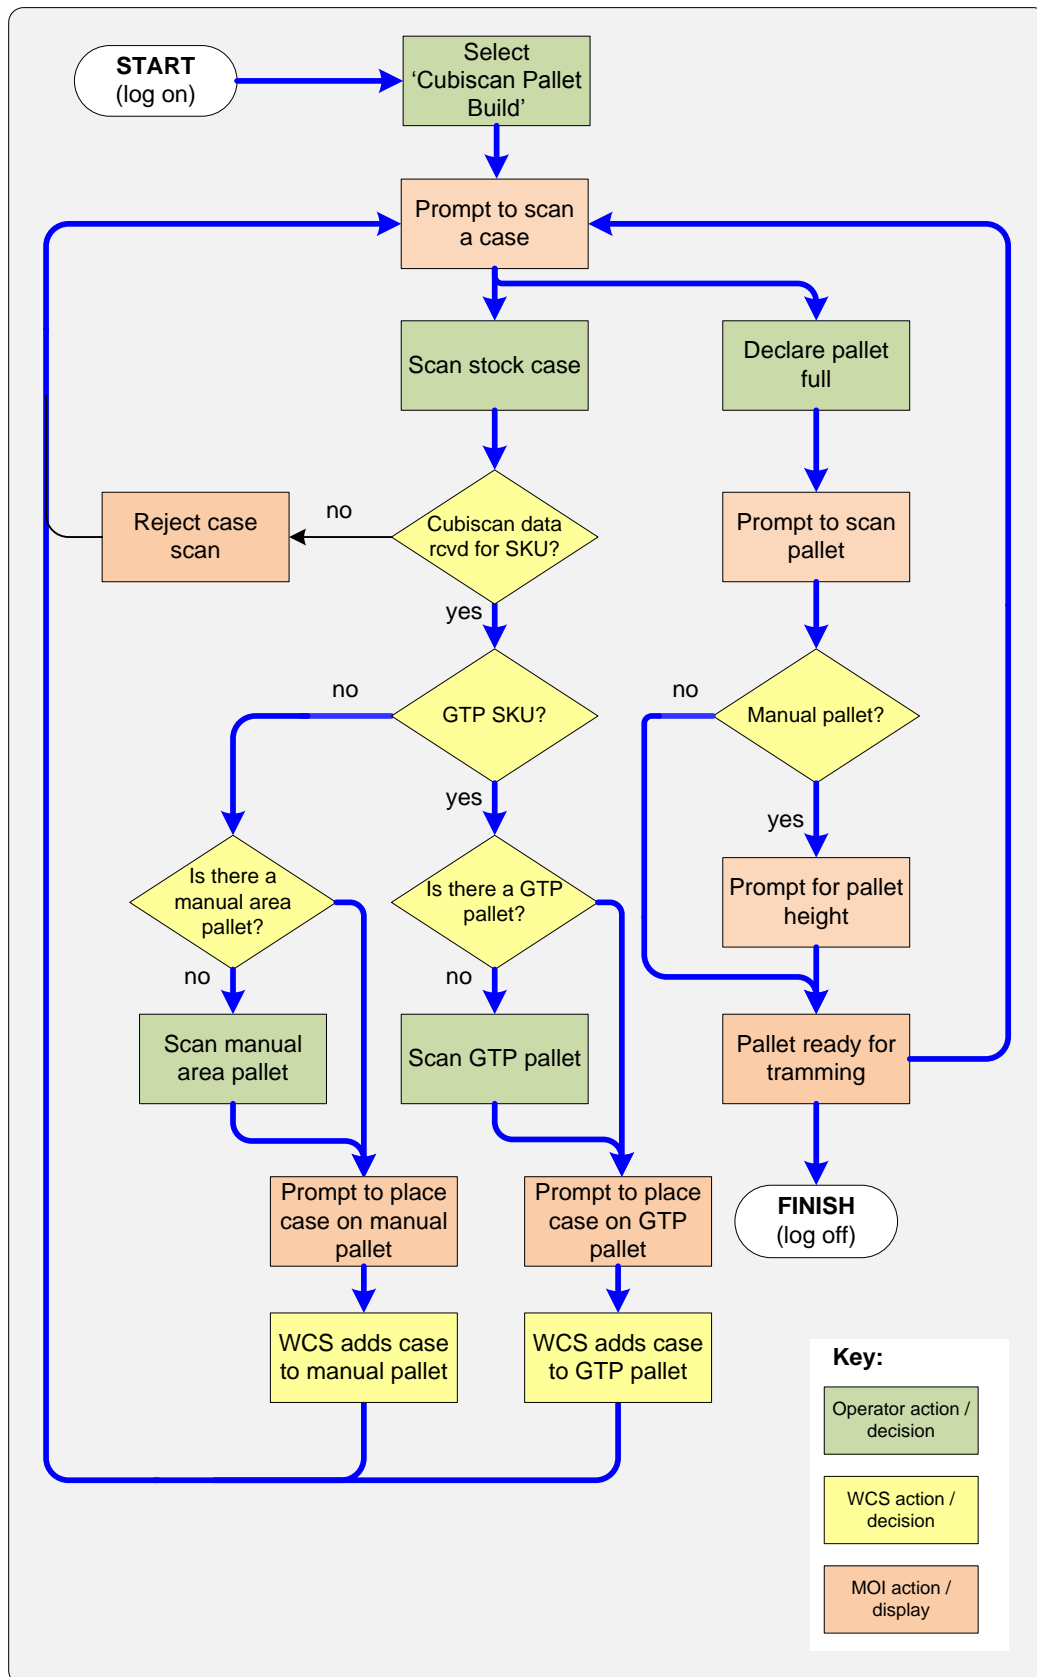 START
(log on)
Select
‘Cubiscan Pallet
Build’
Prompt to scan
a case
Scan stock case
Declare pallet
full
Reject case
scan
no
Cubiscan data
rcvd for SKU?
Prompt to scan
pallet
yes
no
GTP SKU?
no
Manual pallet?
yes
yes
Is there a
manual area
pallet?
Is there a GTP
pallet?
Prompt for pallet
height
no
no
Scan manual
area pallet
Scan GTP pallet
Pallet ready for
tramming
Prompt to place
case on manual
pallet
Prompt to place
case on GTP
pallet
FINISH
(log off)
WCS adds case
to manual pallet
WCS adds case
to GTP pallet
Key:
Operator action /
decision
WCS action /
decision
MOI action /
display